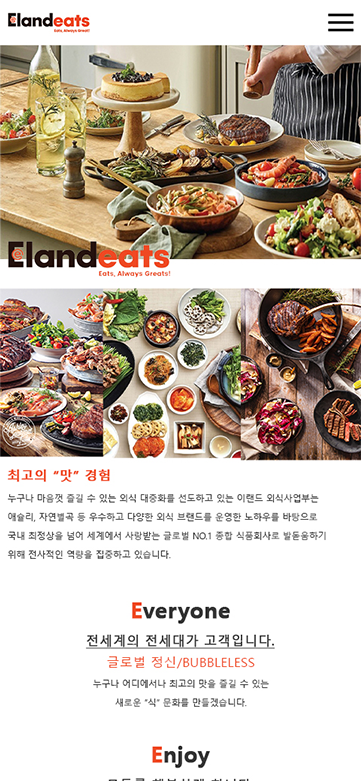 Elandeats
Eats, Always Great!
Elandeats
Eats, Always Greats!
최고의 “맛” 경험
누구나 마음껏 즐길 수 있는 외식 대중화를 선도하고 있는 이랜드 외식사업부는
애슐리, 자연별곡 등 우수하고 다양한 외식 브랜드를 운영한 노하우를 바탕으로
국내 최정상을 넘어 세계에서 사랑받는 글로벌 NO.1 종합 식품회사로 발돋움하기
위해 전사적인 역량을 집중하고 있습니다.
Everyone
전세계의 전세대가 고객입니다.
글로벌 정신/BUBBLELESS
누구나 어디에서나 최고의 맛을 즐길 수 있는
새로운 “식” 문화를 만들겠습니다.
Enjoy